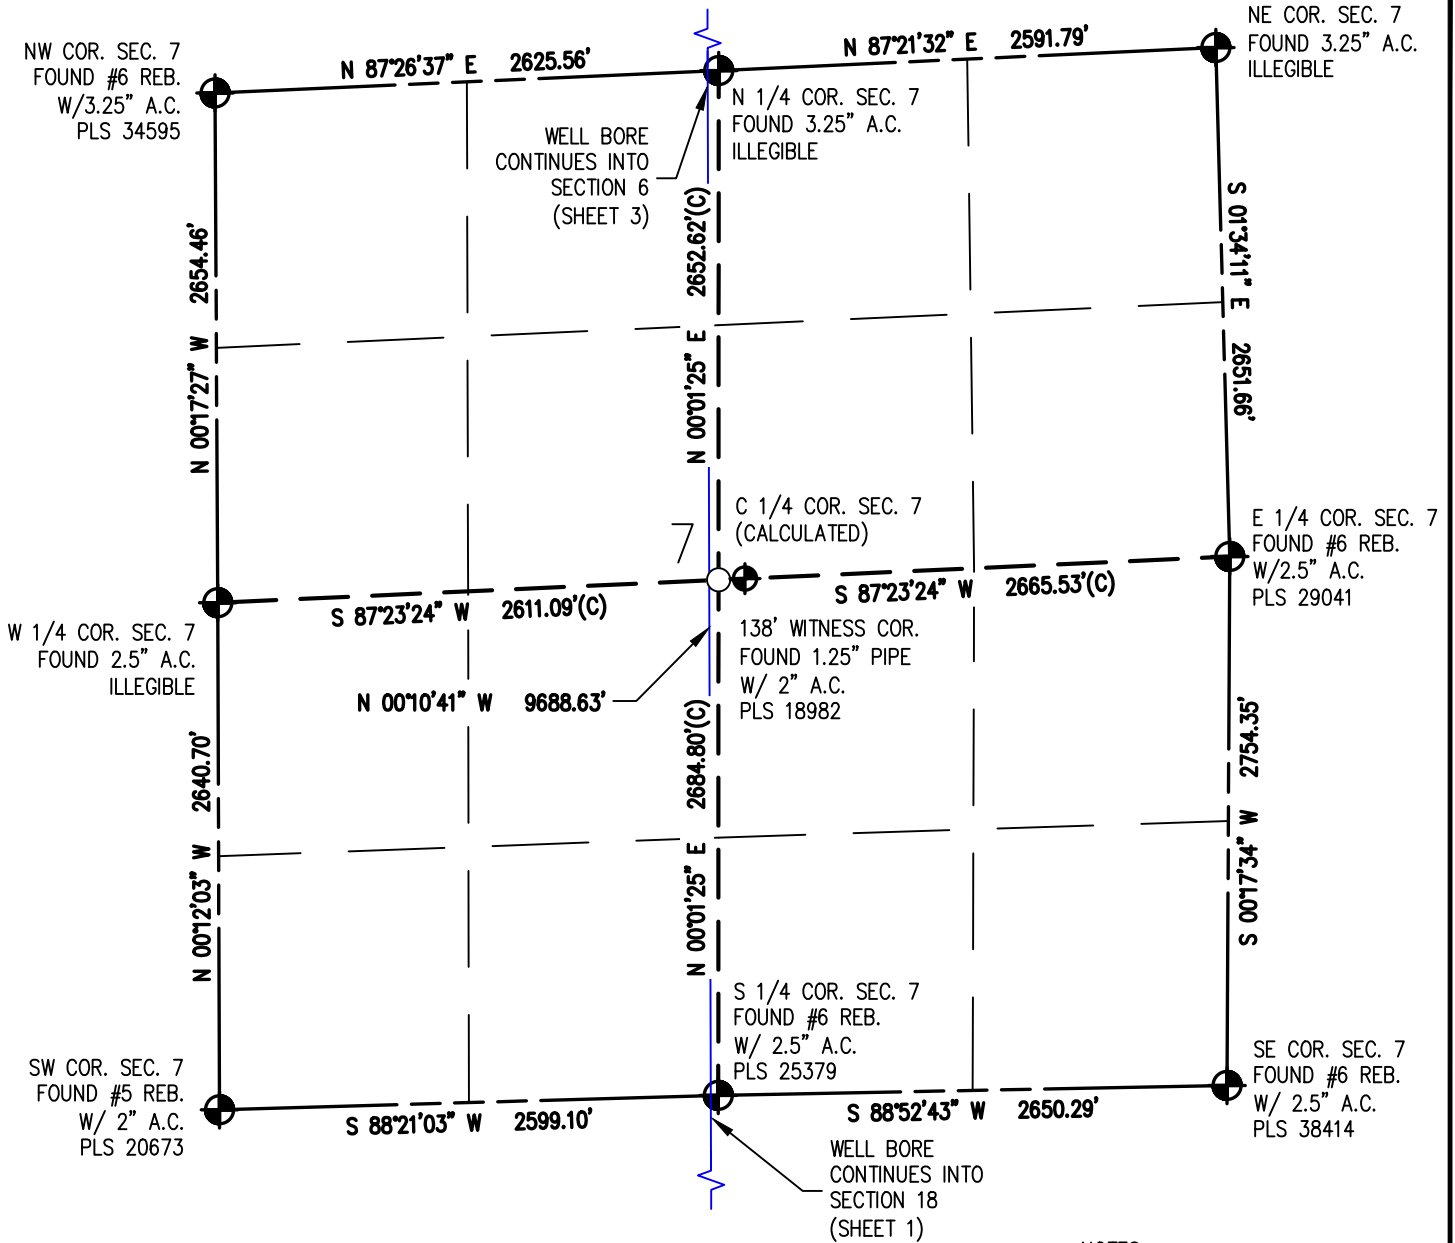 NW COR. SEC. 7
FOUND #6 REB.
W/3.25" A.C.
PLS 34595
N 87°26'37" E 2625.56'
N 87°21'32" E 2591.79'
NE COR. SEC. 7
FOUND 3.25" A.C.
ILLEGIBLE
N 1/4 COR. SEC. 7
FOUND 3.25" A.C.
ILLEGIBLE
WELL BORE
CONTINUES INTO
SECTION 6
(SHEET 3)
N 00°17'27" W 2654.46'
N 00°01'25" E 2652.62'(C)
S 01°34'11" E 2651.66'
C 1/4 COR. SEC. 7
(CALCULATED)
7
E 1/4 COR. SEC. 7
FOUND #6 REB.
W/2.5" A.C.
PLS 29041
W 1/4 COR. SEC. 7
FOUND 2.5" A.C.
ILLEGIBLE
S 87°23'24" W 2611.09'(C)
S 87°23'24" W 2665.53'(C)
138' WITNESS COR.
FOUND 1.25" PIPE
W/ 2" A.C.
PLS 18982
N 00°10'41" W 9688.63'
N 00°12'03" W 2640.70'
N 00°01'25" E 2684.80'(C)
S 00°17'34" W 2754.35'
S 1/4 COR. SEC. 7
FOUND #6 REB.
W/ 2.5" A.C.
PLS 25379
SW COR. SEC. 7
FOUND #5 REB.
W/ 2" A.C.
PLS 20673
S 88°21'03" W 2599.10'
S 88°52'43" W 2650.29'
SE COR. SEC. 7
FOUND #6 REB.
W/ 2.5" A.C.
PLS 38414
WELL BORE
CONTINUES INTO
SECTION 18
(SHEET 1)